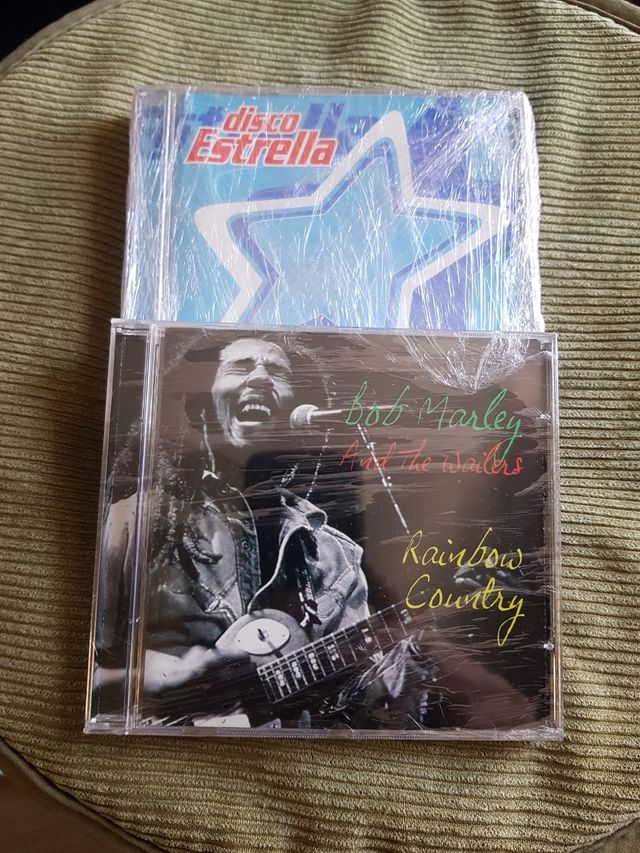 disco
Estrella
Bob Marley
And The Wailers
Rainbow
Country